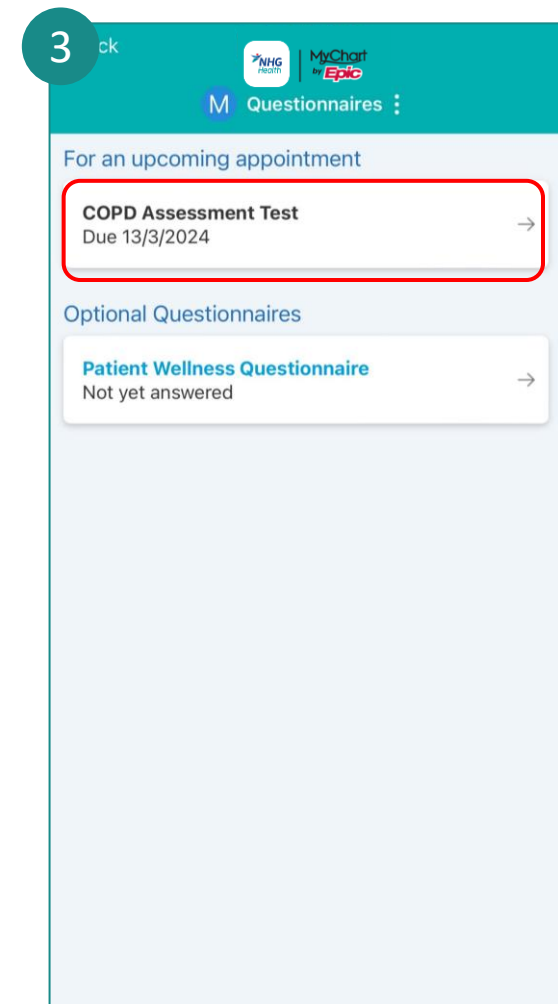 3
ck
NHG
Health
MyChart
by Epic
M Questionnaires
For an upcoming appointment
COPD Assessment Test
Due 13/3/2024
Optional Questionnaires
Patient Wellness Questionnaire
Not yet answered